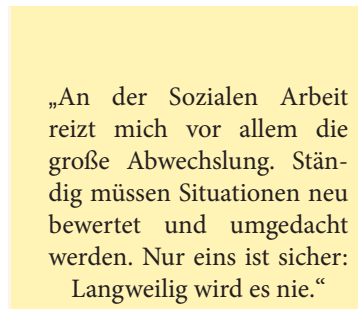 „An der Sozialen Arbeit
reizt mich vor allem die
große Abwechslung. Stän-
dig müssen Situationen neu
bewertet und umgedacht
werden. Nur eins ist sicher:
Langweilig wird es nie.“